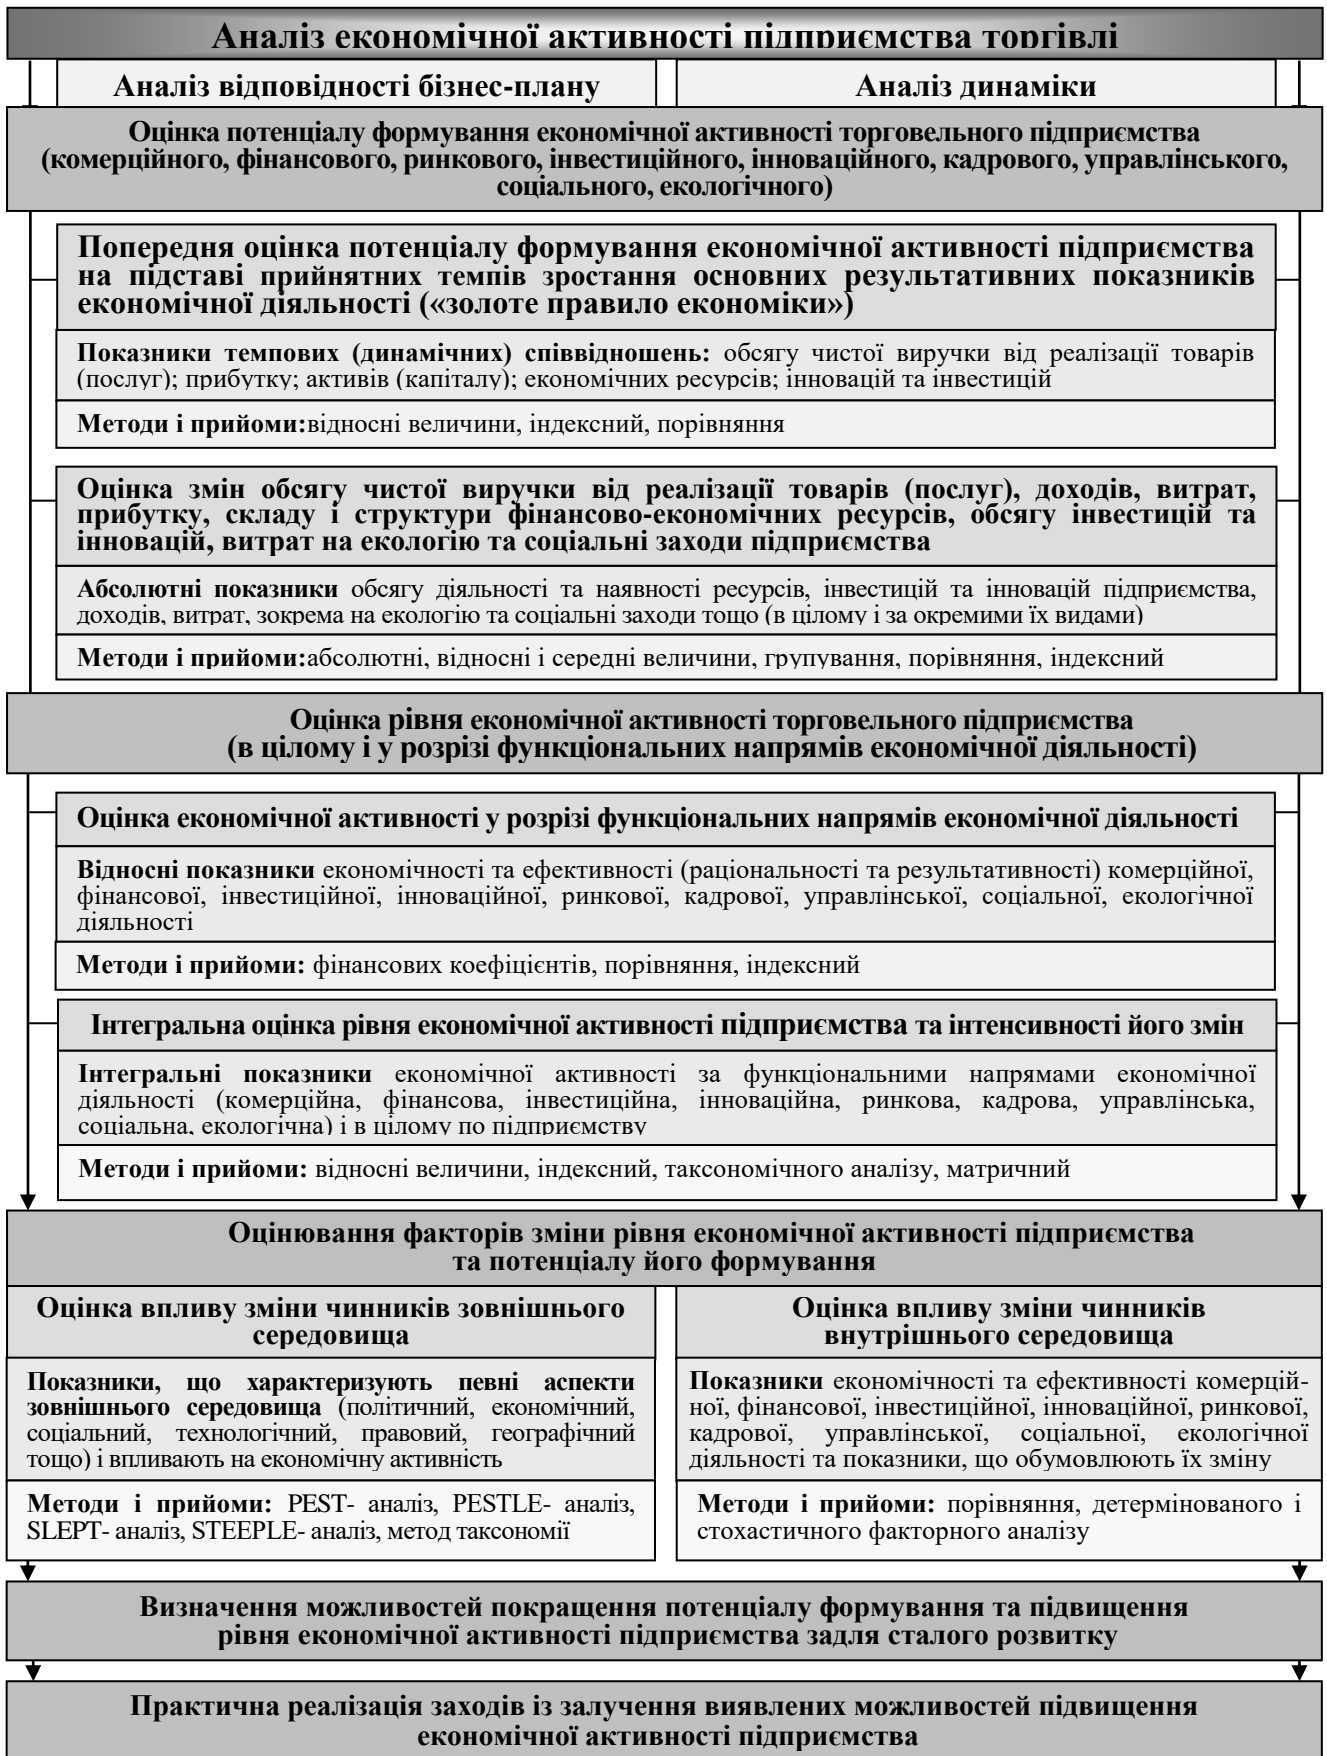 Аналіз економічної активності підприємства торгівлі
Аналіз відповідності бізнес-плану
Аналіз динаміки
Оцінка потенціалу формування економічної активності торговельного підприємства
(комерційного, фінансового, ринкового, інвестиційного, інноваційного, кадрового, управлінського,
соціального, екологічного)
Попередня оцінка потенціалу формування економічної активності підприємства
на підставі прийнятних темпів зростання основних результативних показників
економічної діяльності («золоте правило економіки»)
Показники темпових (динамічних) співвідношень: обсягу чистої виручки від реалізації товарів
(послуг); прибутку; активів (капіталу); економічних ресурсів; інновацій та інвестицій
Методи і прийоми:відносні величини, індексний, порівняння
Оцінка змін обсягу чистої виручки від реалізації товарів (послуг), доходів, витрат,
прибутку, складу і структури фінансово-економічних ресурсів, обсягу інвестицій та
інновацій, витрат на екологію та соціальні заходи підприємства
Абсолютні показники обсягу діяльності та наявності ресурсів, інвестицій та інновацій підприємства,
доходів, витрат, зокрема на екологію та соціальні заходи тощо (в цілому і за окремими їх видами)
Методи і прийоми:абсолютні, відносні і середні величини, групування, порівняння, індексний
Оцінка рівня економічної активності торговельного підприємства
(в цілому і у розрізі функціональних напрямів економічної діяльності)
Оцінка економічної активності у розрізі функціональних напрямів економічної діяльності
Відносні показники економічності та ефективності (раціональності та результативності) комерційної,
фінансової, інвестиційної, інноваційної, ринкової, кадрової, управлінської, соціальної, екологічної
діяльності
Методи і прийоми: фінансових коефіцієнтів, порівняння, індексний
Інтегральна оцінка рівня економічної активності підприємства та інтенсивності його змін
Інтегральні показники економічної активності за функціональними напрямами економічної
діяльності (комерційна, фінансова, інвестиційна, інноваційна, ринкова, кадрова, управлінська,
соціальна, екологічна) і в цілому по підприємству
Методи і прийоми: відносні величини, індексний, таксономічного аналізу, матричний
Оцінювання факторів зміни рівня економічної активності підприємства
та потенціалу його формування
Оцінка впливу зміни чинників зовнішнього
середовища
Показники, що характеризують певні аспекти
зовнішнього середовища (політичний, економічний,
соціальний, технологічний, правовий, географічний
тощо) і впливають на економічну активність
Методи і прийоми: PEST- аналіз, PESTLE- аналіз,
SLEPT- аналіз, STEEPLE- аналіз, метод таксономії
Оцінка впливу зміни чинників
внутрішнього середовища
Показники економічності та ефективності комерцій-
ної, фінансової, інвестиційної, інноваційної, ринкової,
кадрової, управлінської, соціальної, екологічної
діяльності та показники, що обумовлюють їх зміну
Методи і прийоми: порівняння, детермінованого і
стохастичного факторного аналізу
Визначення можливостей покращення потенціалу формування та підвищення
рівня економічної активності підприємства задля сталого розвитку
Практична реалізація заходів із залучення виявлених можливостей підвищення
економічної активності підприємства